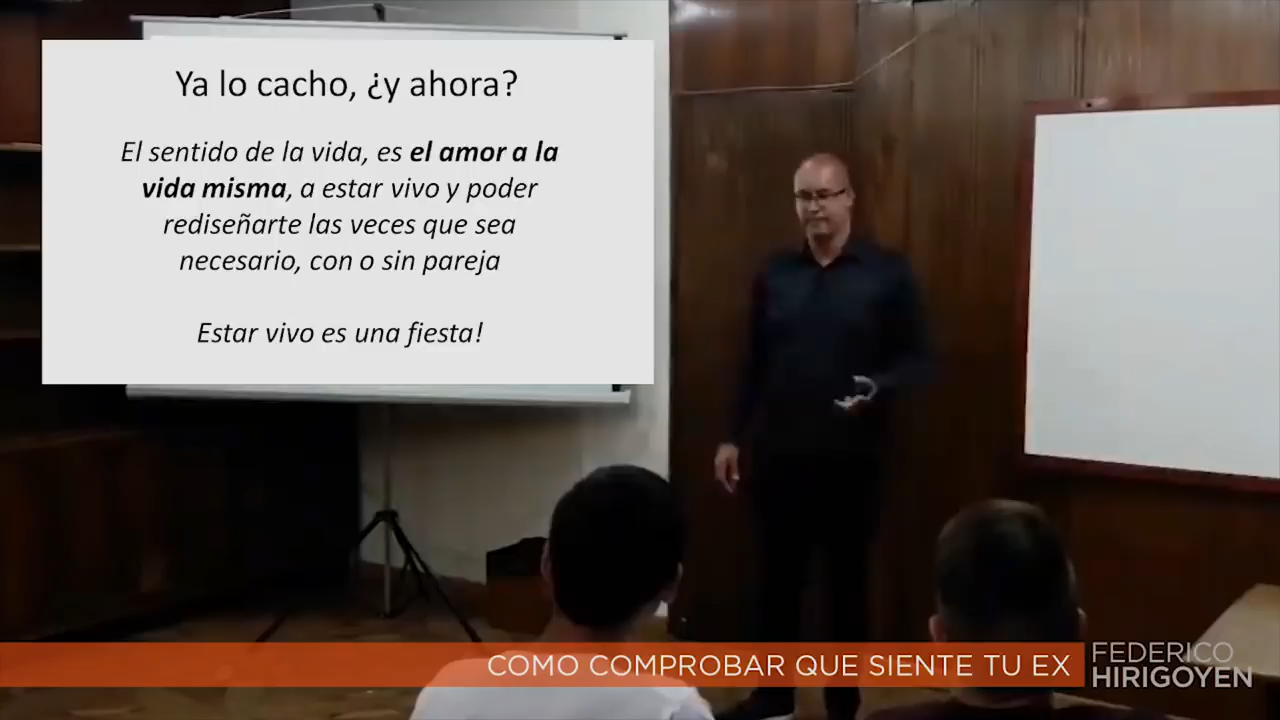 Ya lo cacho, ¿y ahora?
El sentido de la vida, es el amor a la
vida misma, a estar vivo y poder
rediseñarte las veces que sea
necesario, con o sin pareja
Estar vivo es una fiesta!
COMO COMPROBAR QUE SIENTE TU EX
FEDERICO
HIRIGOYEN